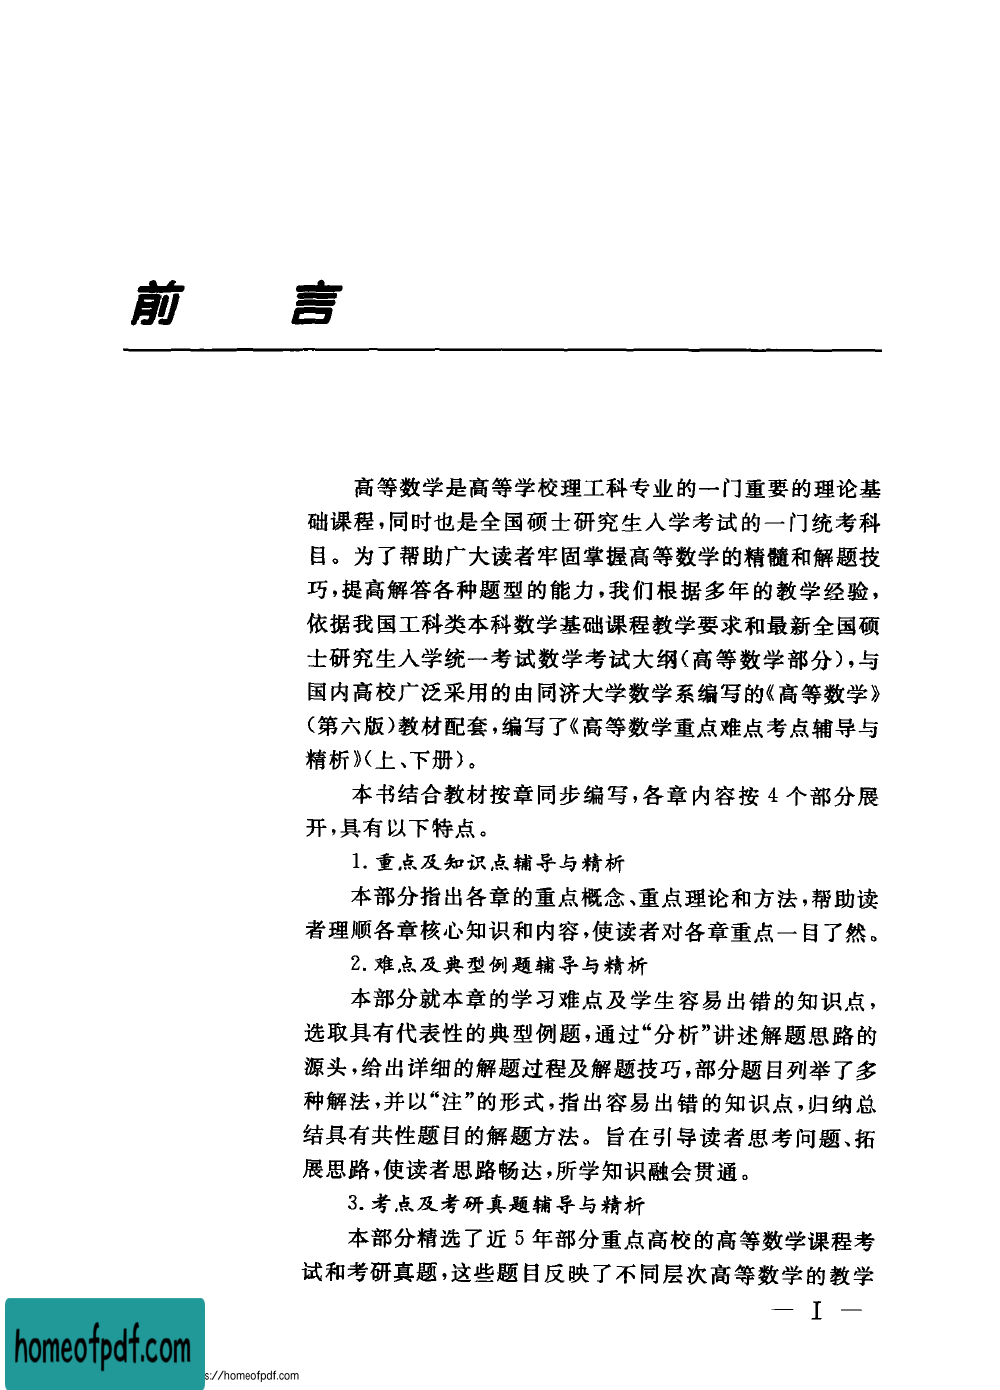 前 言
高等数学是高等学校理工科专业的一门重要的理论基
础课程,同时也是全国硕士研究生入学考试的一门统考科
目。为了帮助广大读者牢固掌握高等数学的精髓和解题技
巧,提高解答各种题型的能力,我们根据多年的教学经验,
依据我国工科类本科数学基础课程教学要求和最新全国硕
士研究生入学统一考试数学考试大纲(高等数学部分),与
国内高校广泛采用的由同济大学数学系编写的《高等数学》
(第六版)教材配套,编写了《高等数学重点难点考点辅导与
精析》(上、下册)。
本书结合教材按章同步编写,各章内容按 4 个部分展
开,具有以下特点。
1. 重点及知识点辅导与精析
本部分指出各章的重点概念、重点理论和方法,帮助读
者理顺各章核心知识和内容,使读者对各章重点一目了然。
2. 难点及典型例题辅导与精析
本部分就本章的学习难点及学生容易出错的知识点,
选取具有代表性的典型例题,通过“分析”讲述解题思路的
源头,给出详细的解题过程及解题技巧,部分题目列举了多
种解法,并以“注”的形式,指出容易出错的知识点,归纳总
结具有共性题目的解题方法。旨在引导读者思考问题、拓
展思路,使读者思路畅达,所学知识融会贯通。
3. 考点及考研真题辅导与精析
本部分精选了近 5 年部分重点高校的高等数学课程考
试和考研真题,这些题目反映了不同层次高等数学的教学
— I —
homeofpdf.com
s://homeofpdf.com